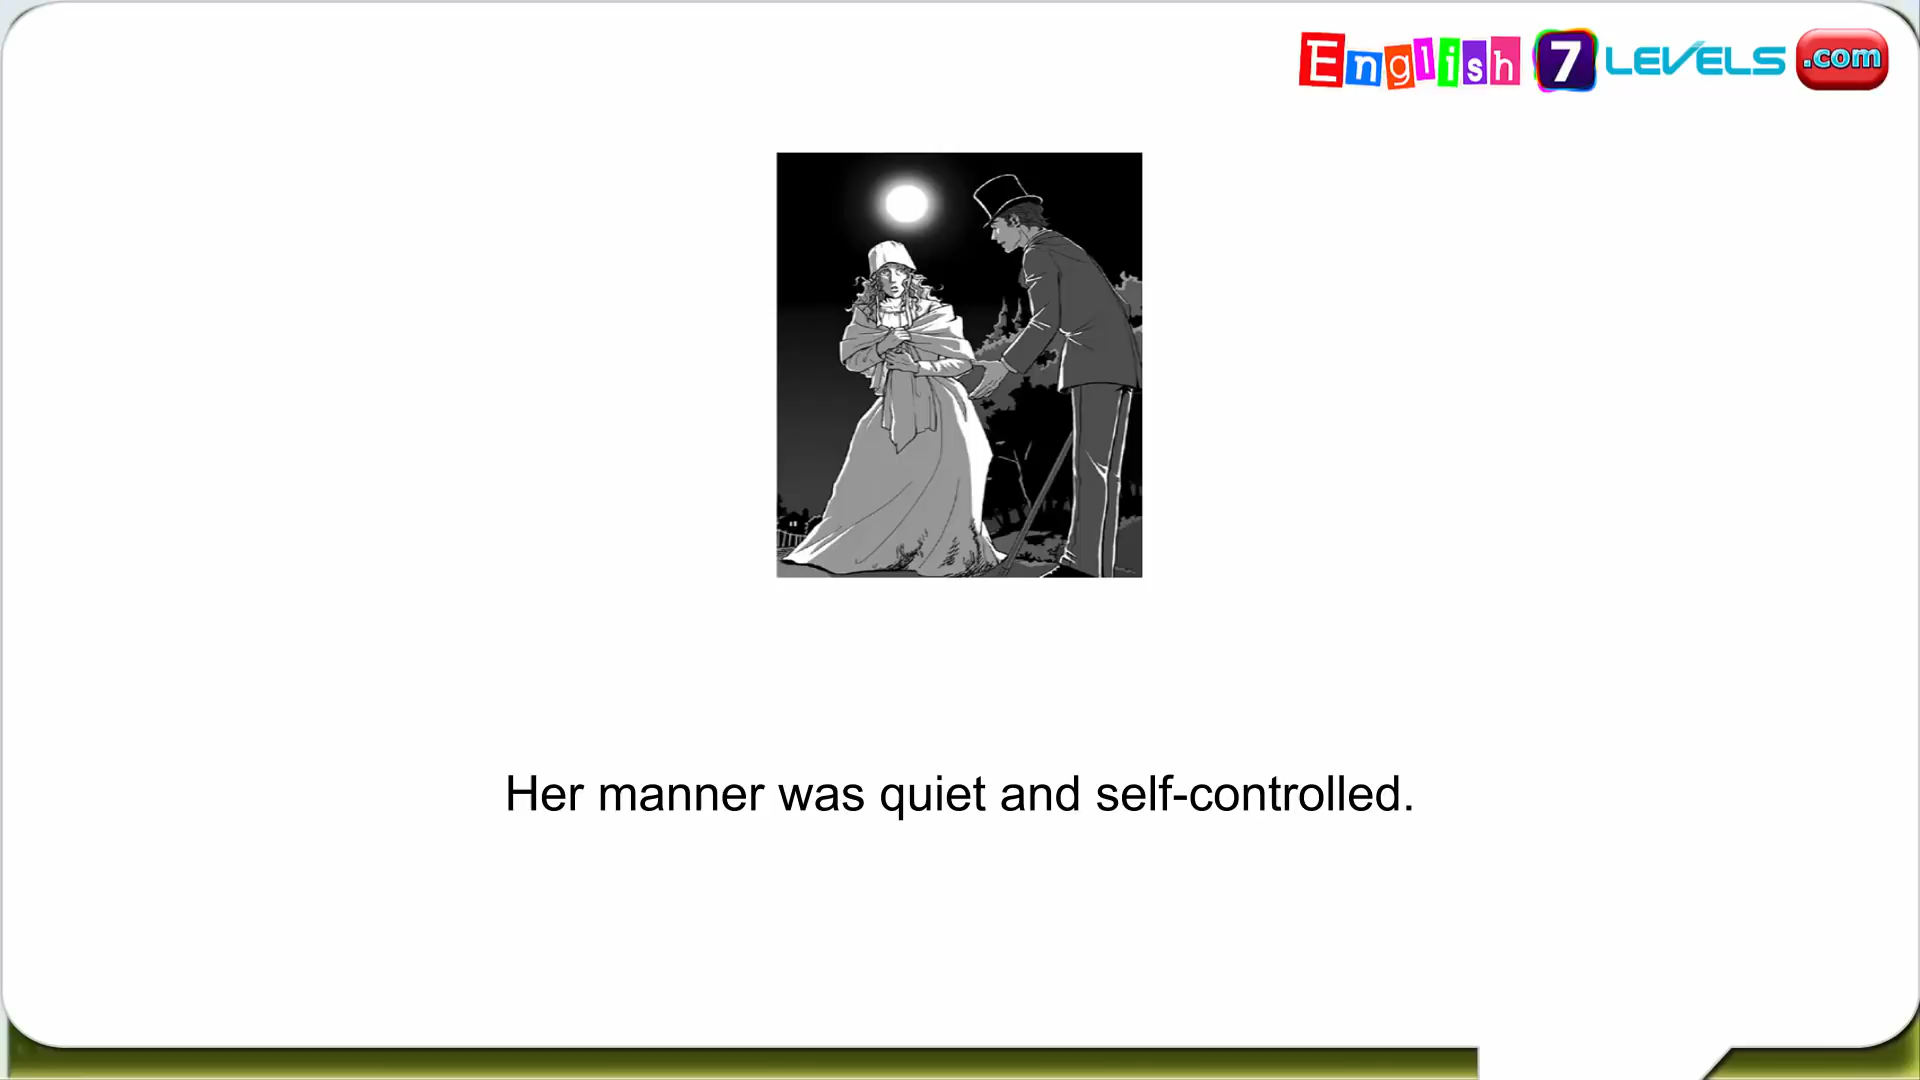 English 7 LEVELS .com
Her manner was quiet and self-controlled.